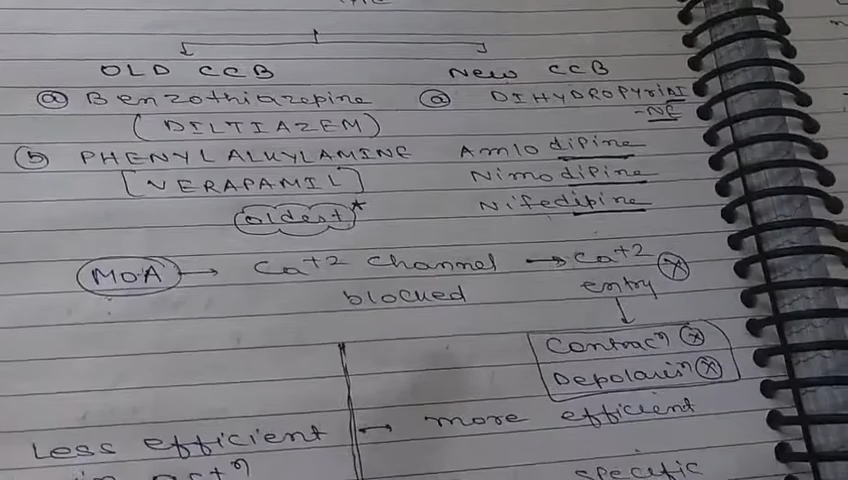 OLD CCB New CCB
ⓐ Benzothiazepine ⓐ DIHYDROPYRIDI
(DILTIAZEM) -NE
ⓑ PHENYLALKYLAMINE Amlodipine
[VERAPAMIL] Nimodipine
oldest* Nifedipine
MOA → Ca+2 Channel → Ca+2
blocked entry ⓧ
↓
Contracⁿ ⓧ
Depolarisⁿ ⓧ
Less efficient → more efficient
specific